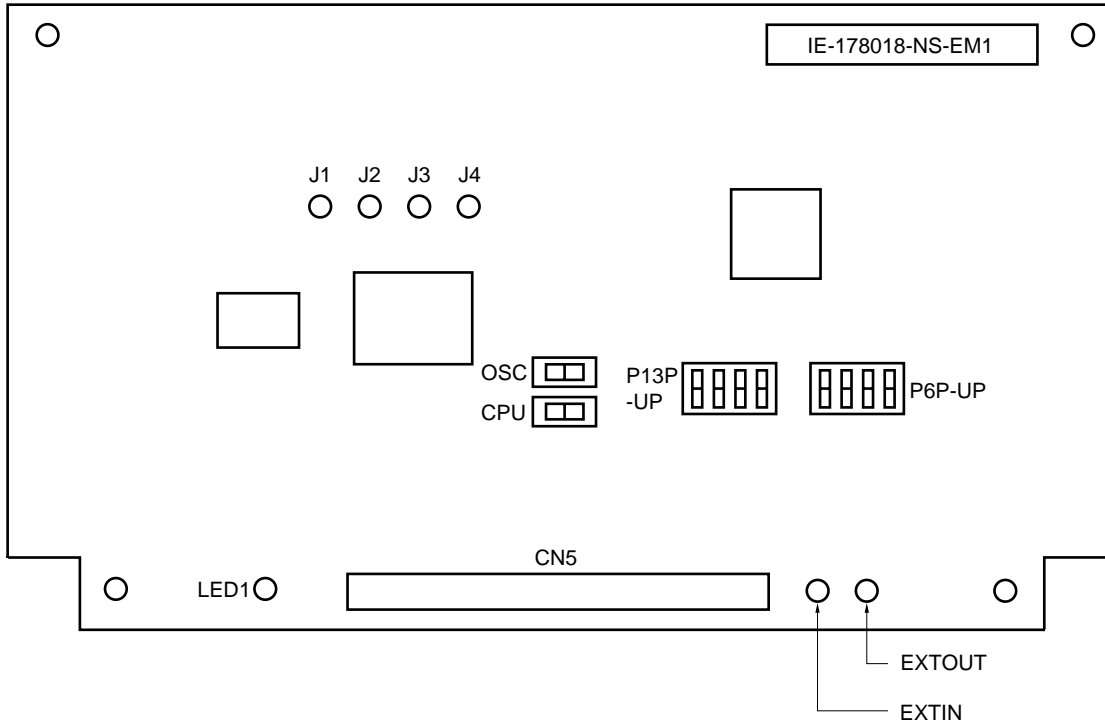 IE-178018-NS-EM1
J1 J2 J3 J4
OSC
P13P
-UP
P6P-UP
CPU
CN5
LED1
EXTOUT
EXTIN